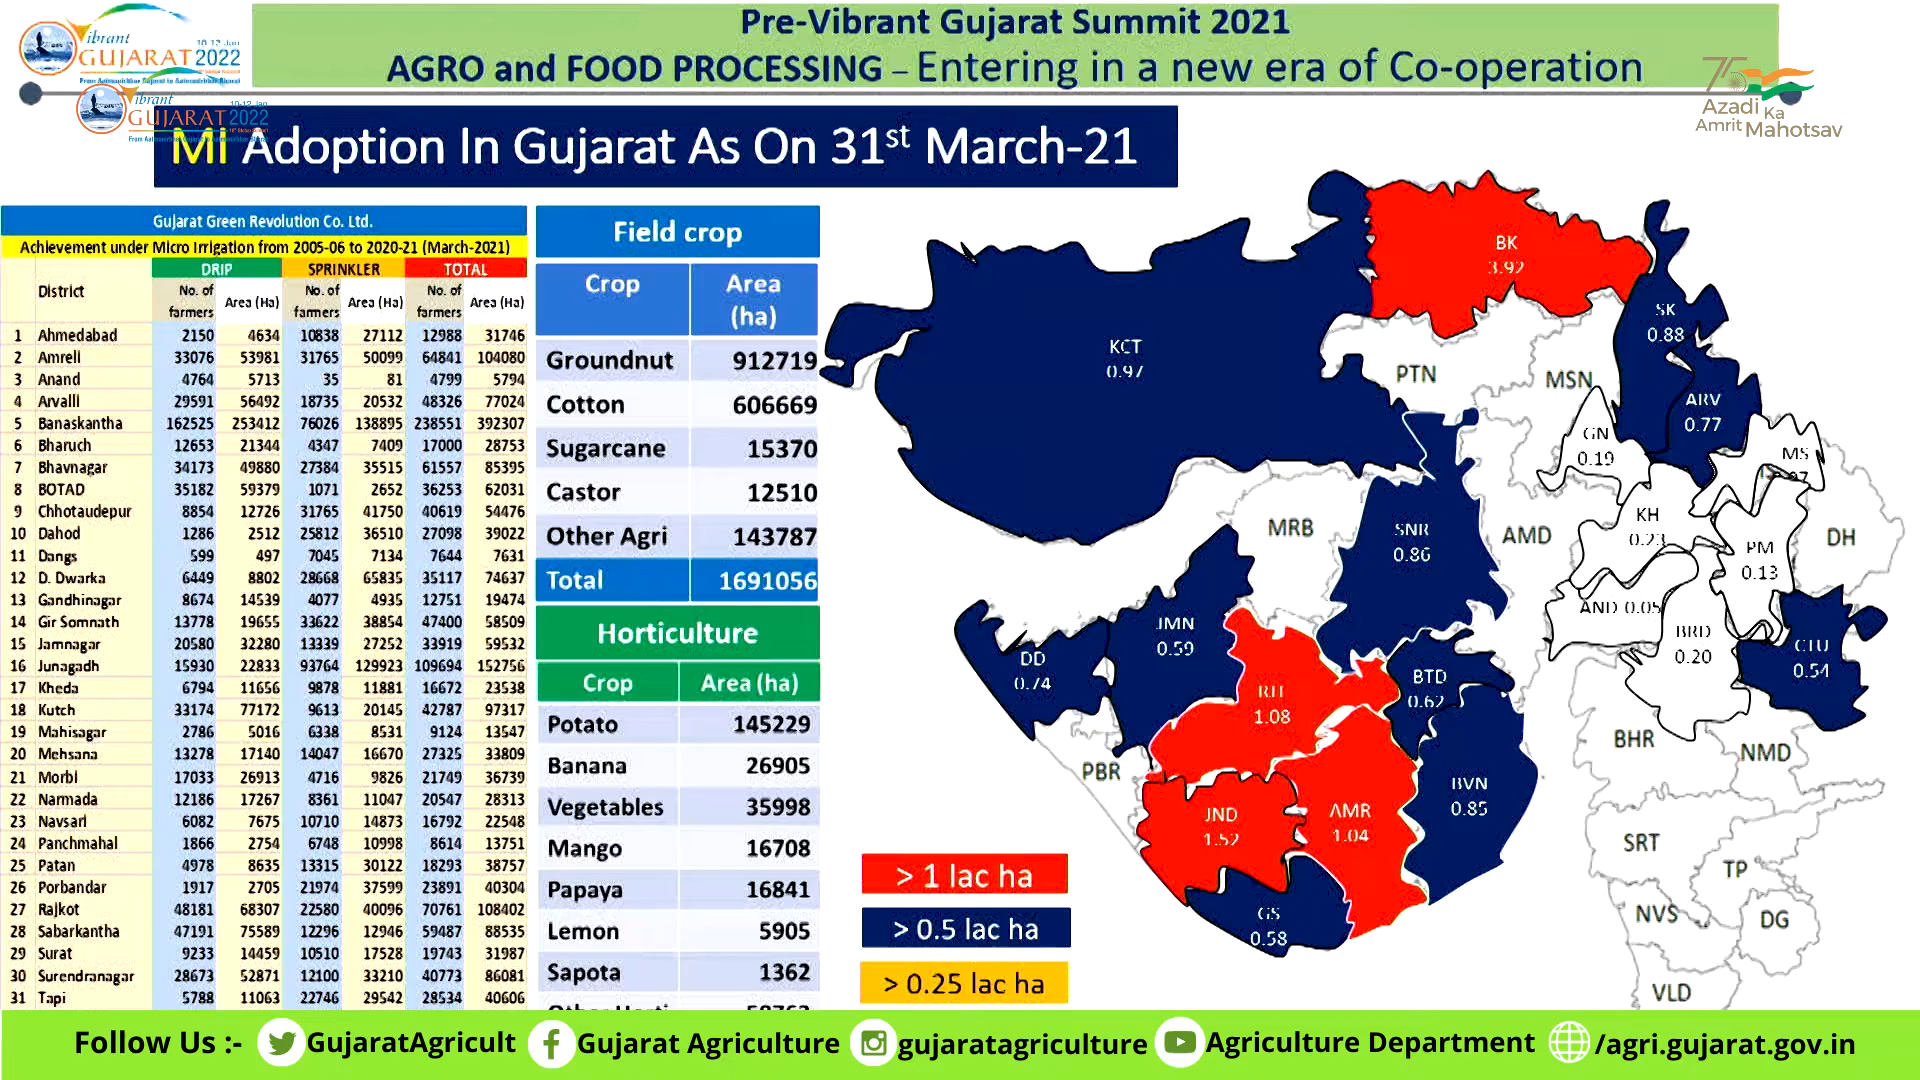 Pre-Vibrant Gujarat Summit 2021
AGRO and FOOD PROCESSING – Entering in a new era of Co-operation
ibrant
GUJARAT 2022
10-12 Jan
ibrant
GUJARAT 2022
10-12 Jan
75
Azadi Ka
Amrit Mahotsav
MI Adoption In Gujarat As On 31st March-21
Gujarat Green Revolution Co. Ltd.
Achievement under Micro Irrigation from 2005-06 to 2020-21 (March-2021)
District DRIP SPRINKLER TOTAL
No. of farmers Area (Ha) No. of farmers Area (Ha) No. of farmers Area (Ha)
1 Ahmedabad 2150 4634 10838 27112 12988 31746
2 Amreli 33076 53981 31765 50099 64841 104080
3 Anand 4764 5713 35 81 4799 5794
4 Arvalli 29591 56492 18735 20532 48326 77024
5 Banaskantha 162525 253412 76026 138895 238551 392307
6 Bharuch 12653 21344 4347 7409 17000 28753
7 Bhavnagar 34173 49880 27384 35515 61557 85395
8 BOTAD 35182 59379 1071 2652 36253 62031
9 Chhotaudepur 8854 12726 31765 41750 40619 54476
10 Dahod 1286 2512 25812 36510 27098 39022
11 Dangs 599 497 7045 7134 7644 7631
12 D. Dwarka 6449 8802 28668 65835 35117 74637
13 Gandhinagar 8674 14539 4077 4935 12751 19474
14 Gir Somnath 13778 19655 33622 38854 47400 58509
15 Jamnagar 20580 32280 13339 27252 33919 59532
16 Junagadh 15930 22833 93764 129923 109694 152756
17 Kheda 6794 11656 9878 11881 16672 23538
18 Kutch 33174 77172 9613 20145 42787 97317
19 Mahisagar 2786 5016 6338 8531 9124 13547
20 Mehsana 13278 17140 14047 16670 27325 33809
21 Morbi 17033 26913 4716 9826 21749 36739
22 Narmada 12186 17267 8361 11047 20547 28313
23 Navsari 6082 7675 10710 14873 16792 22548
24 Panchmahal 1866 2754 6748 10998 8614 13751
25 Patan 4978 8635 13315 30122 18293 38757
26 Porbandar 1917 2705 21974 37599 23891 40304
27 Rajkot 48181 68307 22580 40096 70761 108402
28 Sabarkantha 47191 75589 12296 12946 59487 88535
29 Surat 9233 14459 10510 17528 19743 31987
30 Surendranagar 28673 52871 12100 33210 40773 86081
31 Tapi 5788 11063 22746 29542 28534 40606
Field crop
Crop Area (ha)
Groundnut 912719
Cotton 606669
Sugarcane 15370
Castor 12510
Other Agri 143787
Total 1691056
Horticulture
Crop Area (ha)
Potato 145229
Banana 26905
Vegetables 35998
Mango 16708
Papaya 16841
Lemon 5905
Sapota 1362
BK
3.92
SK
0.88
KCT
0.97
PTN
MSN
ARV
0.77
GN
0.19
MS
MRB
SNR
0.86
AMD
KH
0.23
PM
0.13
DH
AND 0.05
JMN
0.59
DD
0.74
BRD
0.20
CTU
0.54
BTD
0.62
RJT
1.08
PBR
BHR
NMD
BVN
0.85
JND
1.52
AMR
1.04
SRT
TP
GS
0.58
NVS
DG
VLD
> 1 lac ha
> 0.5 lac ha
> 0.25 lac ha
Follow Us :- GujaratAgricult Gujarat Agriculture gujaratagriculture Agriculture Department /agri.gujarat.gov.in